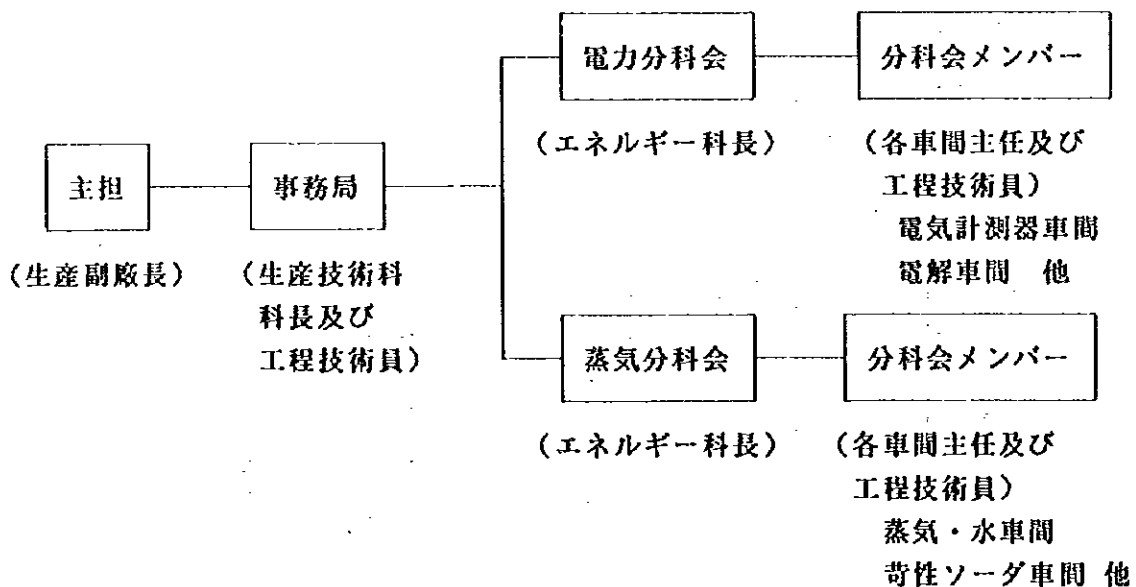 電力分科会
分科会メンバー
(エネルギー科長)
(各車間主任及び
工程技術員)
電気計測器車間
電解車間 他
主担
事務局
(生産副廠長)
(生産技術科
科長及び
工程技術員)
蒸気分科会
分科会メンバー
(エネルギー科長)
(各車間主任及び
工程技術員)
蒸気・水車間
苛性ソーダ車間 他